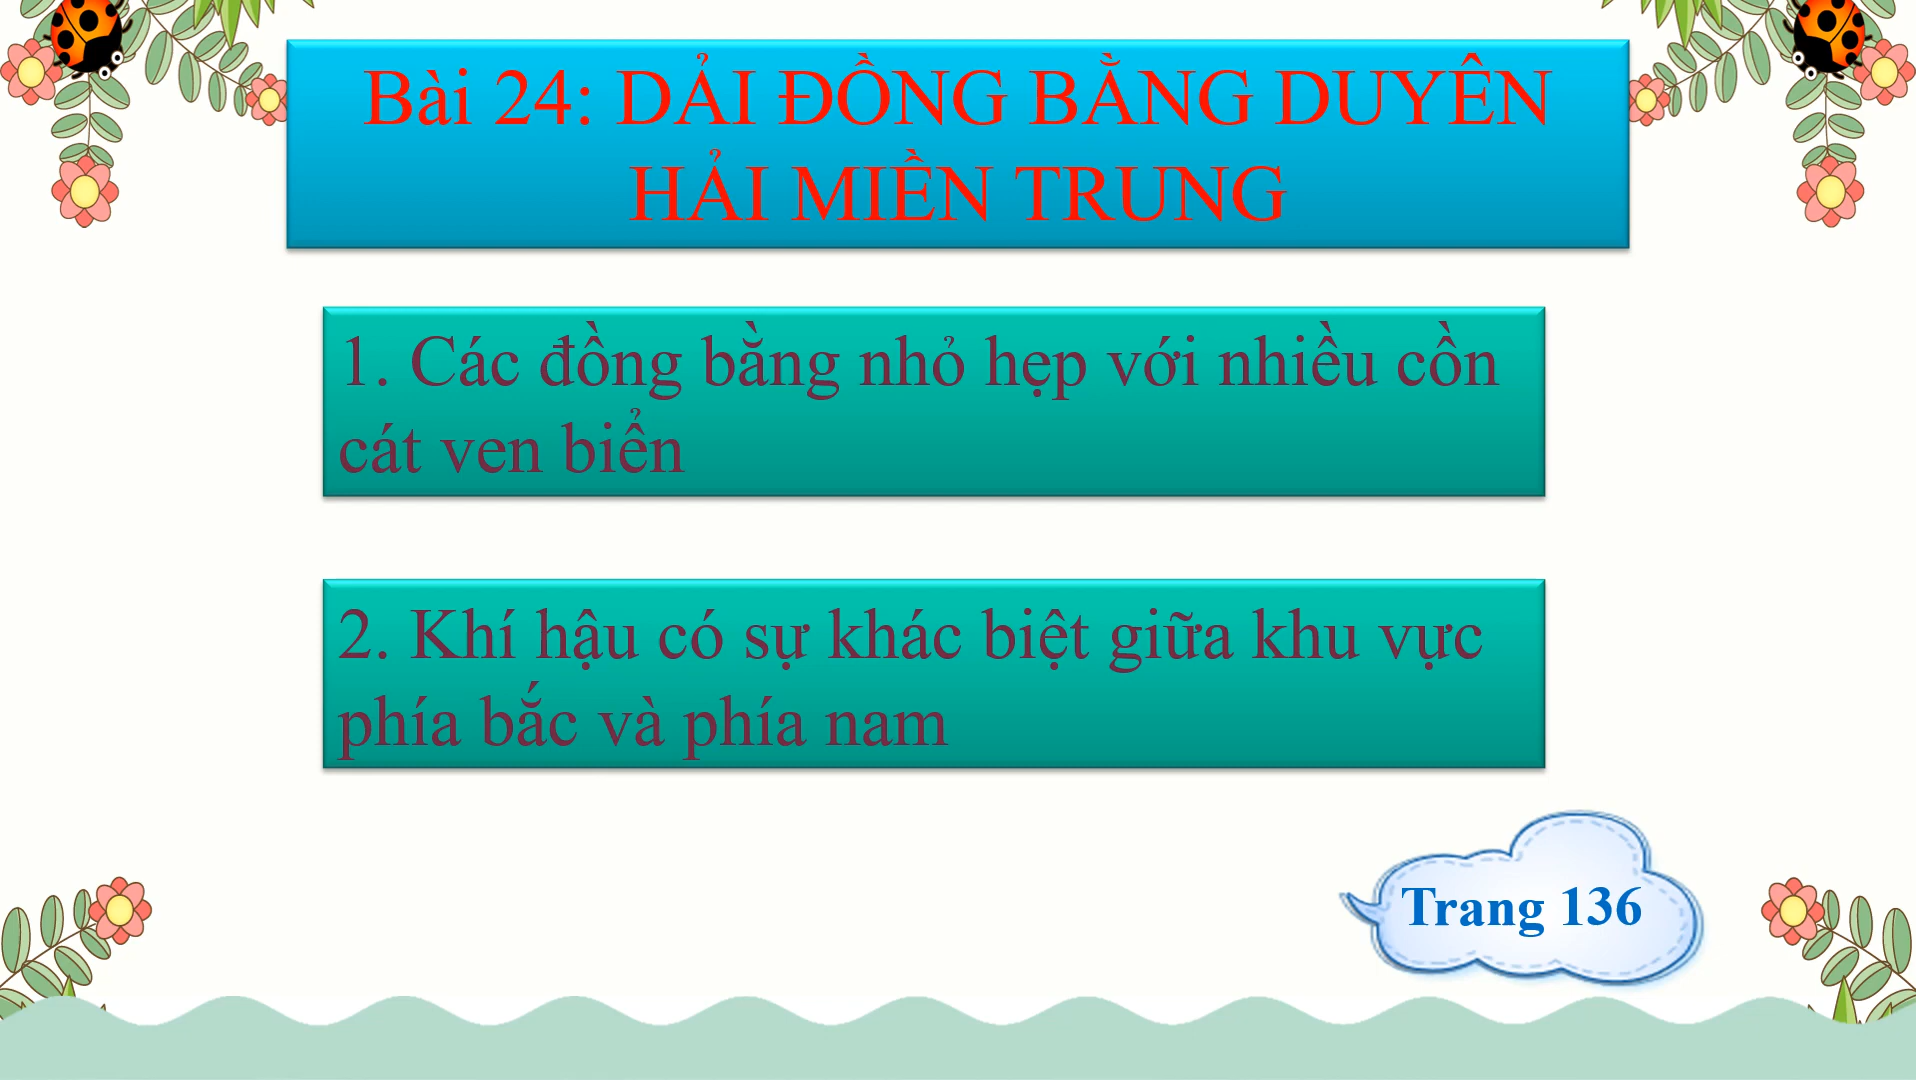 Bài 24: DẢI ĐỒNG BẰNG DUYÊN
HẢI MIỀN TRUNG
1. Các đồng bằng nhỏ hẹp với nhiều cồn
cát ven biển
2. Khí hậu có sự khác biệt giữa khu vực
phía bắc và phía nam
Trang 136